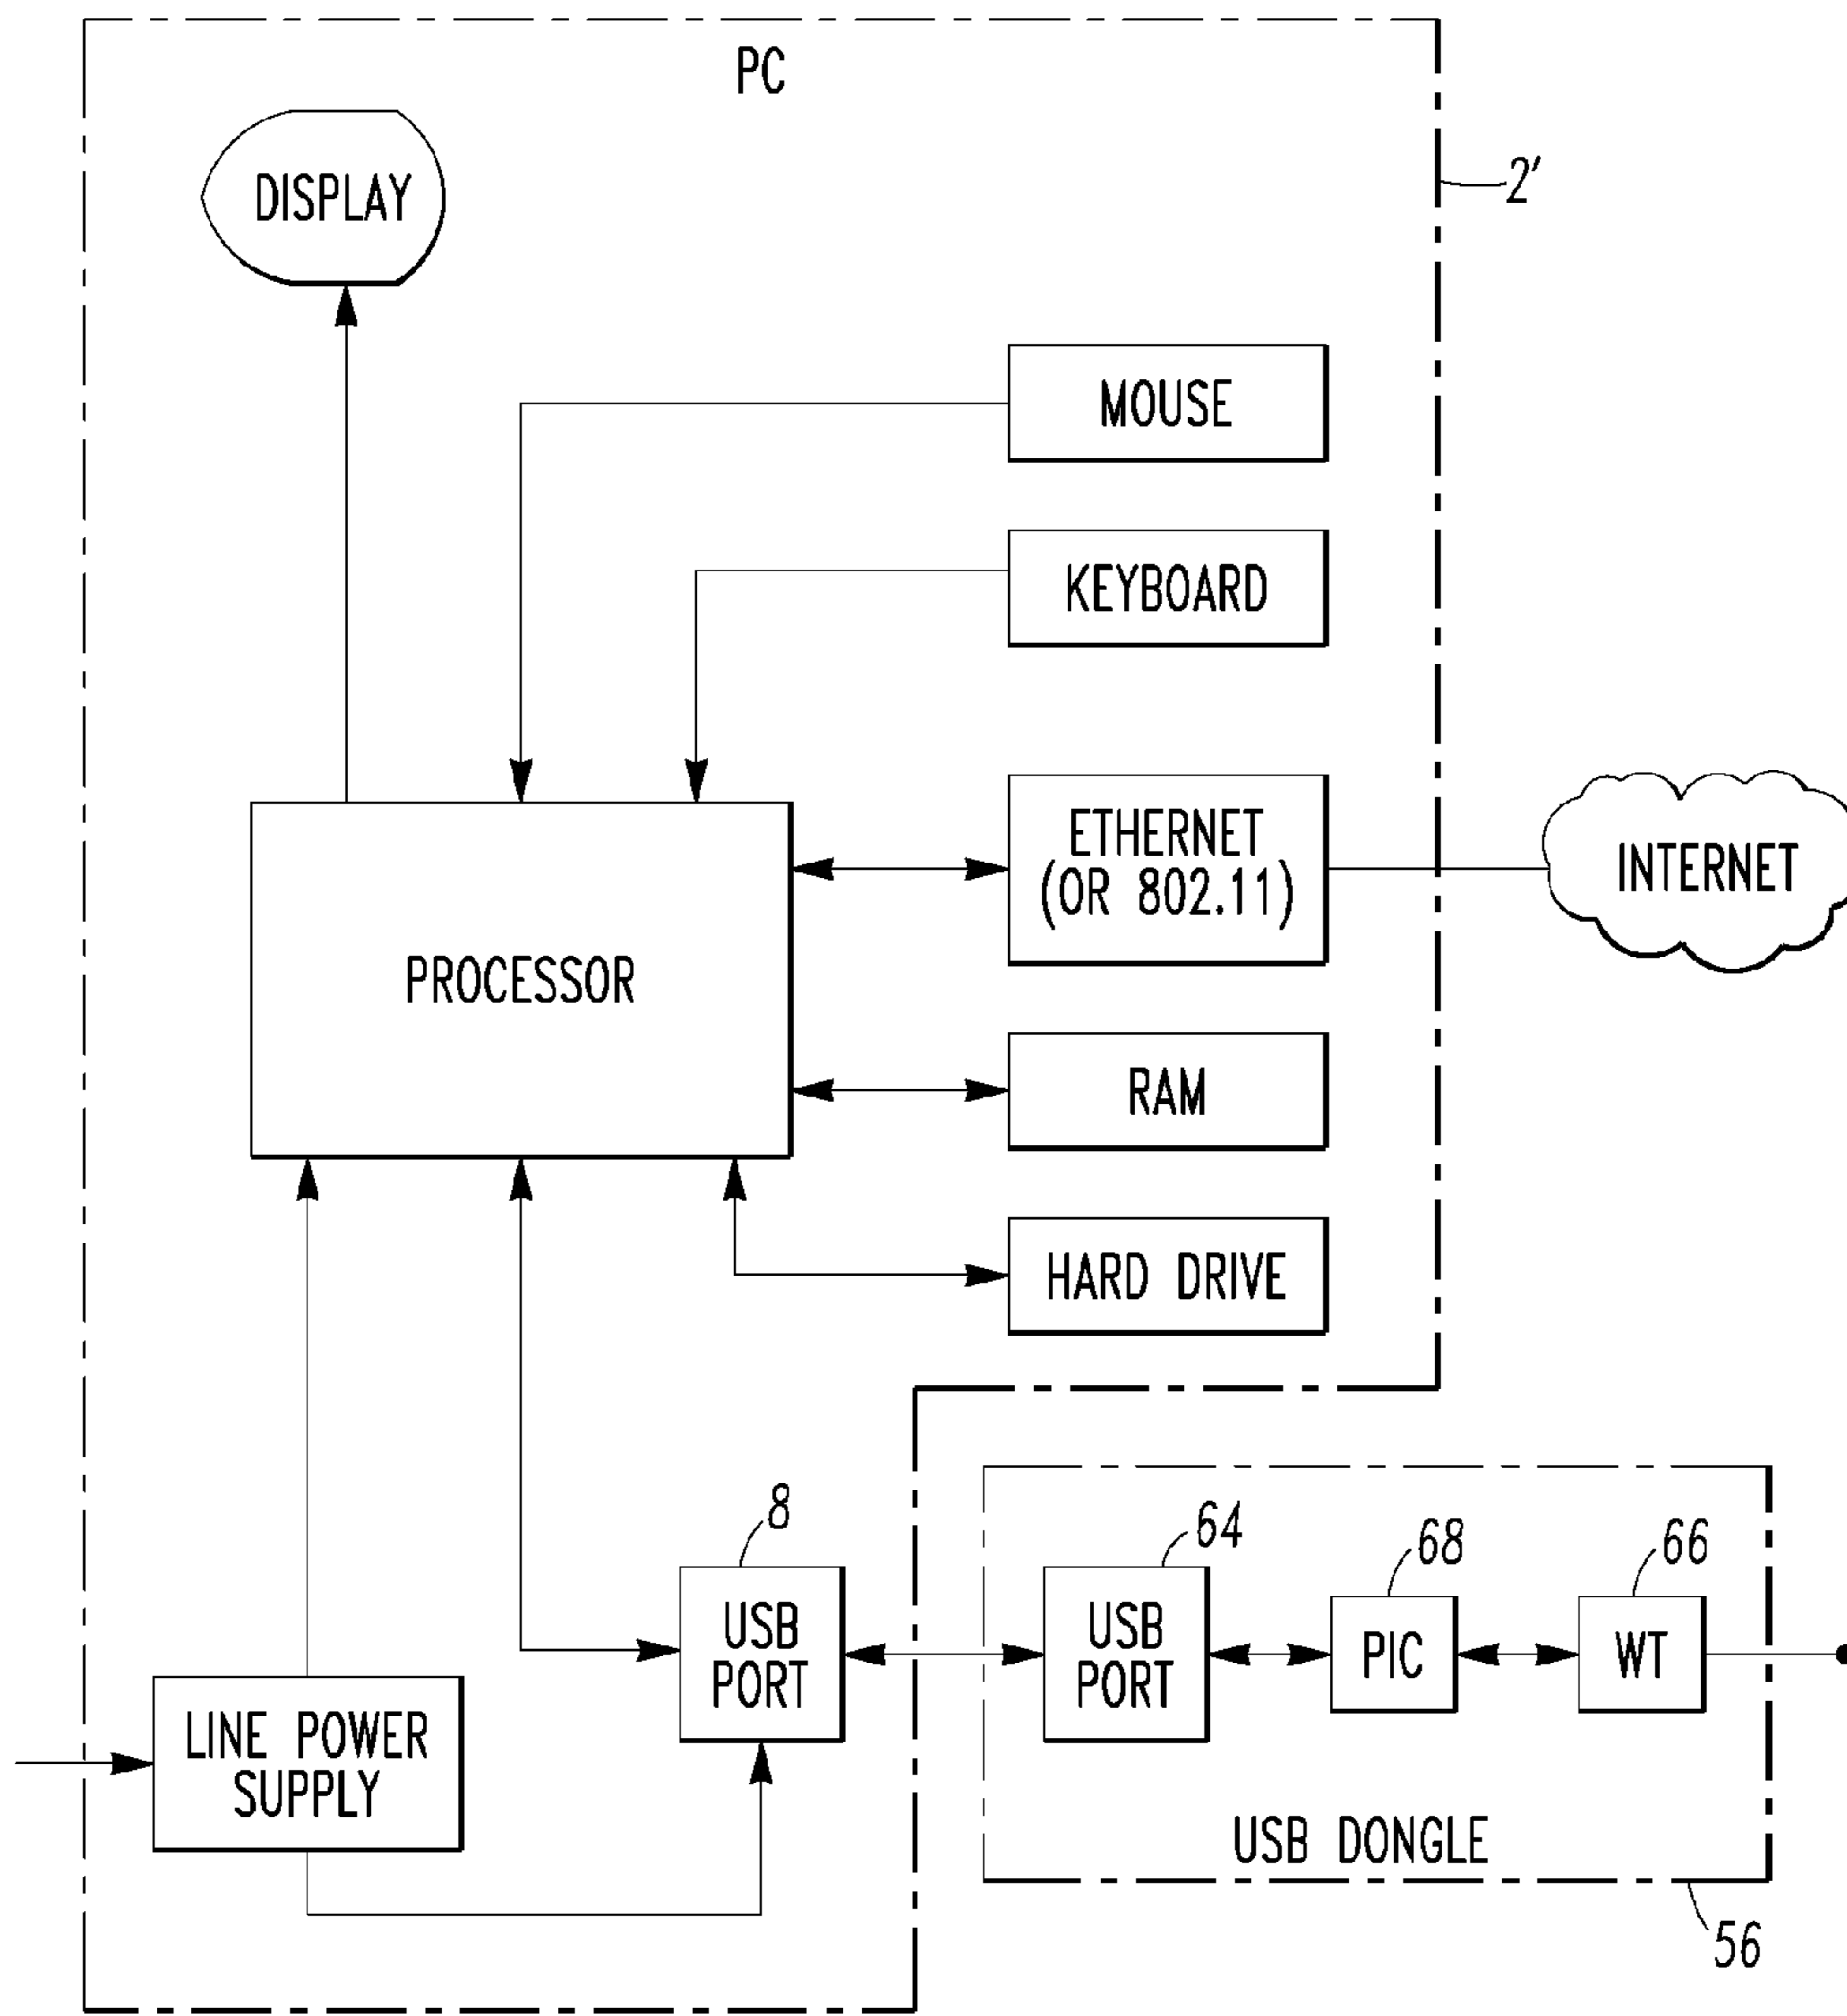 PC
DISPLAY
2'
MOUSE
KEYBOARD
ETHERNET
(OR 802.11)
INTERNET
PROCESSOR
RAM
HARD DRIVE
8
64
68
66
USB
PORT
USB
PORT
PIC
WT
LINE POWER
SUPPLY
USB DONGLE
56